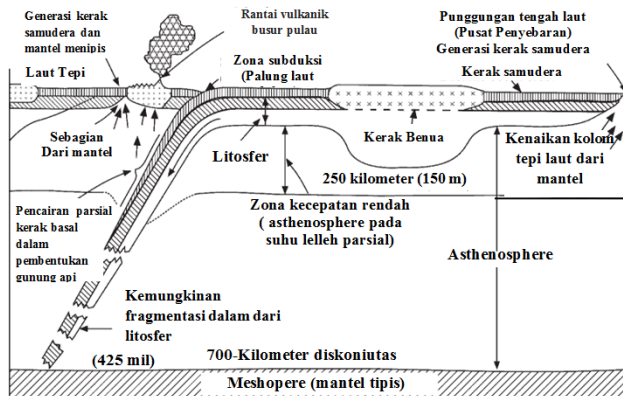 Generasi kerak
samudera dan
mantel menipis
Rantai vulkanik
busur pulau
Punggungan tengah laut
(Pusat Penyebaran)
Generasi kerak samudera
Laut Tepi
Zona subduksi
(Palung laut
Kerak samudera
Sebagian
Dari mantel
Litosfer
Kerak Benua
Kenaikan kolom
tepi laut dari
mantel
250 kilometer (150 m)
Pencairan parsial
kerak basal
dalam
pembentukan
gunung api
Zona kecepatan rendah
( asthenosphere pada
suhu lelleh parsial)
Asthenosphere
Kemungkinan
fragmentasi dalam dari
litosfer
(425 mil)
700-Kilometer diskoniutas
Meshopere (mantel tipis)